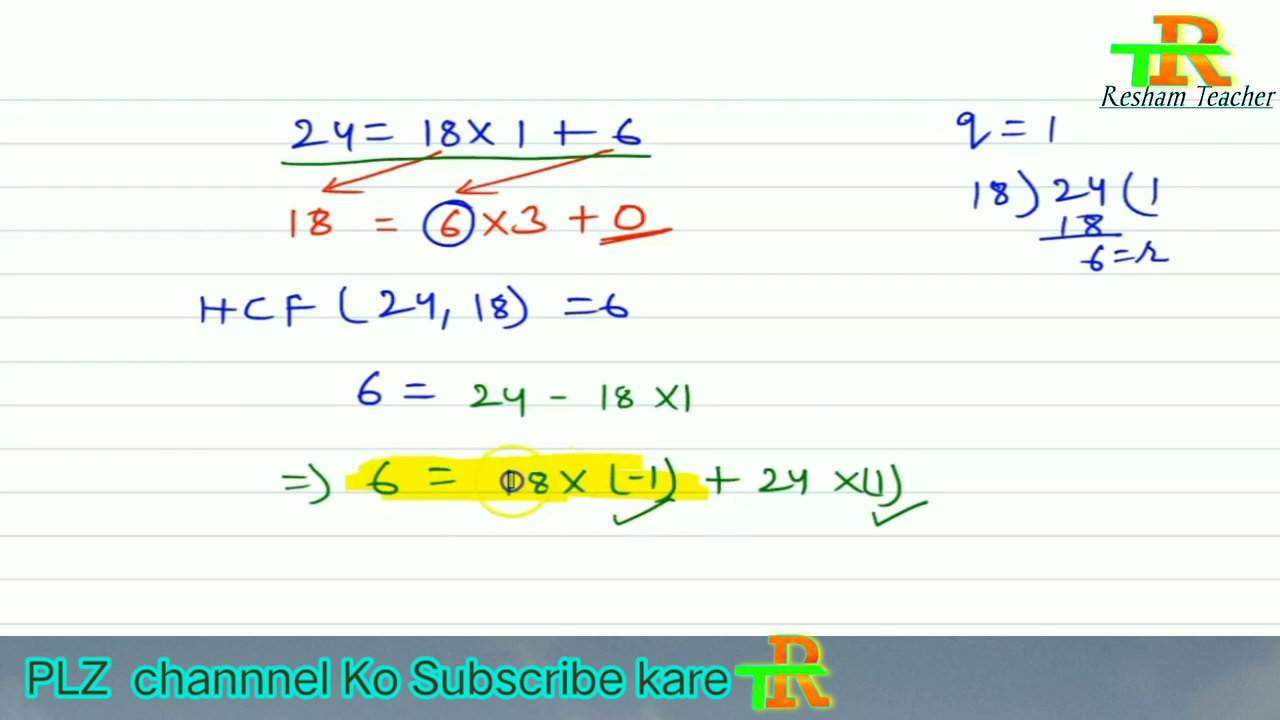 TR
Resham Teacher
24 = 18 × 1 + 6
q = 1
18 ) 24 ( 1
18
6 = r
18 = 6 × 3 + 0
HCF ( 24, 18 ) = 6
6 = 24 - 18 × 1
=> 6 = 18 × (-1) + 24 × (1)
PLZ channnel Ko Subscribe kare TR